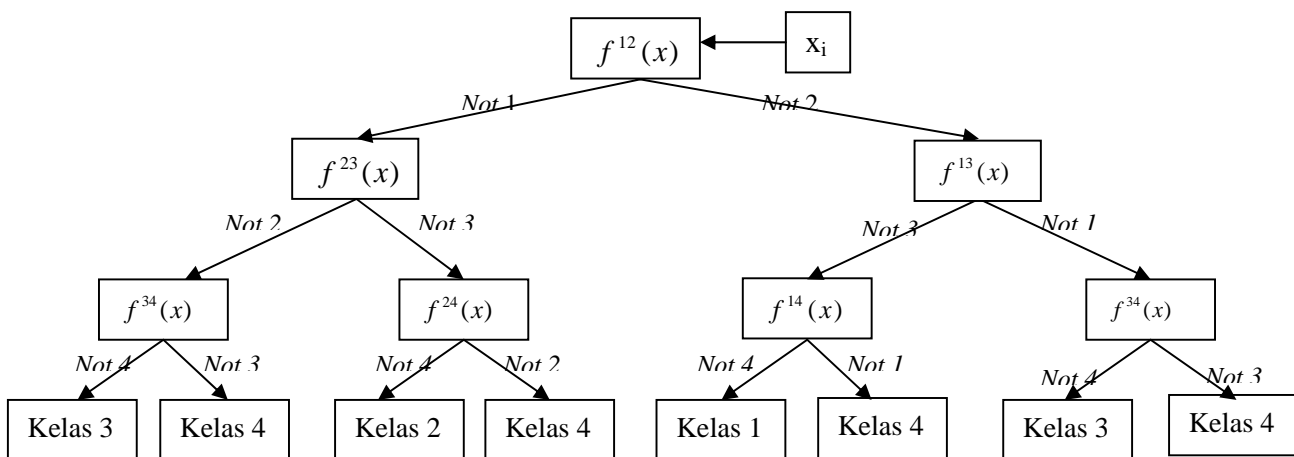 f¹²(x)
xᵢ
Not 1
Not 2
f²³(x)
f¹³(x)
Not 2
Not 3
Not 3
Not 1
f³⁴(x)
f²⁴(x)
f¹⁴(x)
f³⁴(x)
Not 4
Not 3
Not 4
Not 2
Not 4
Not 1
Not 4
Not 3
Kelas 3
Kelas 4
Kelas 2
Kelas 4
Kelas 1
Kelas 4
Kelas 3
Kelas 4